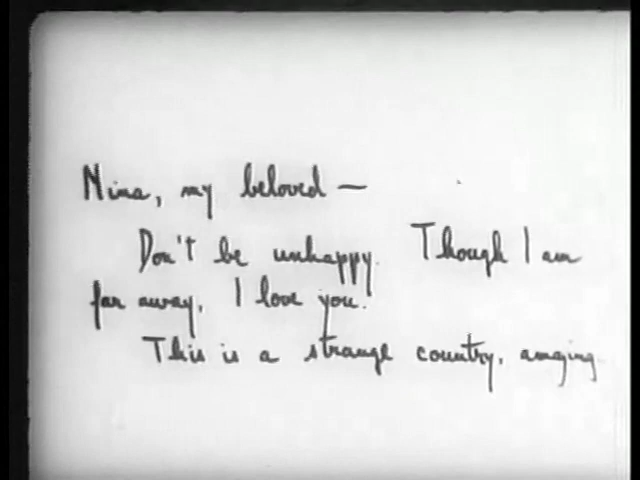 Nina, my beloved —
Don't be unhappy. Though I am
far away, I love you.
This is a strange country, amazing